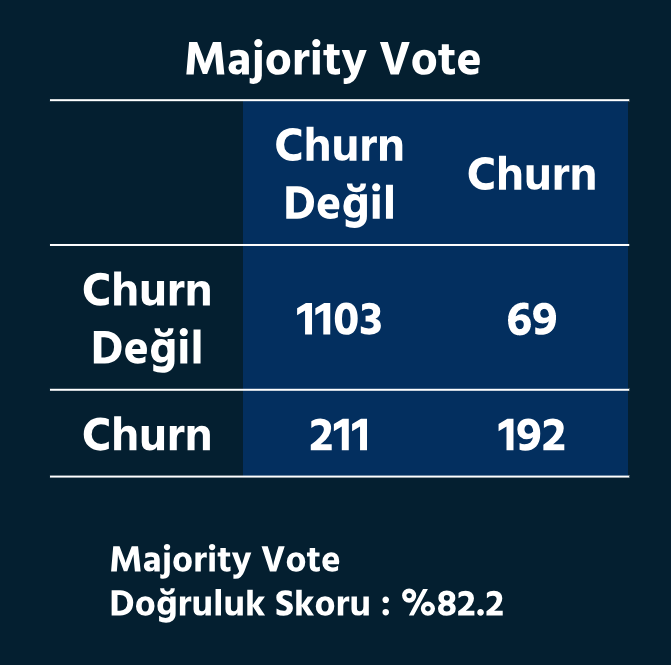 Majority Vote
Churn
Değil
Churn
Churn
Değil
1103
69
Churn
211
192
Majority Vote
Doğruluk Skoru : %82.2